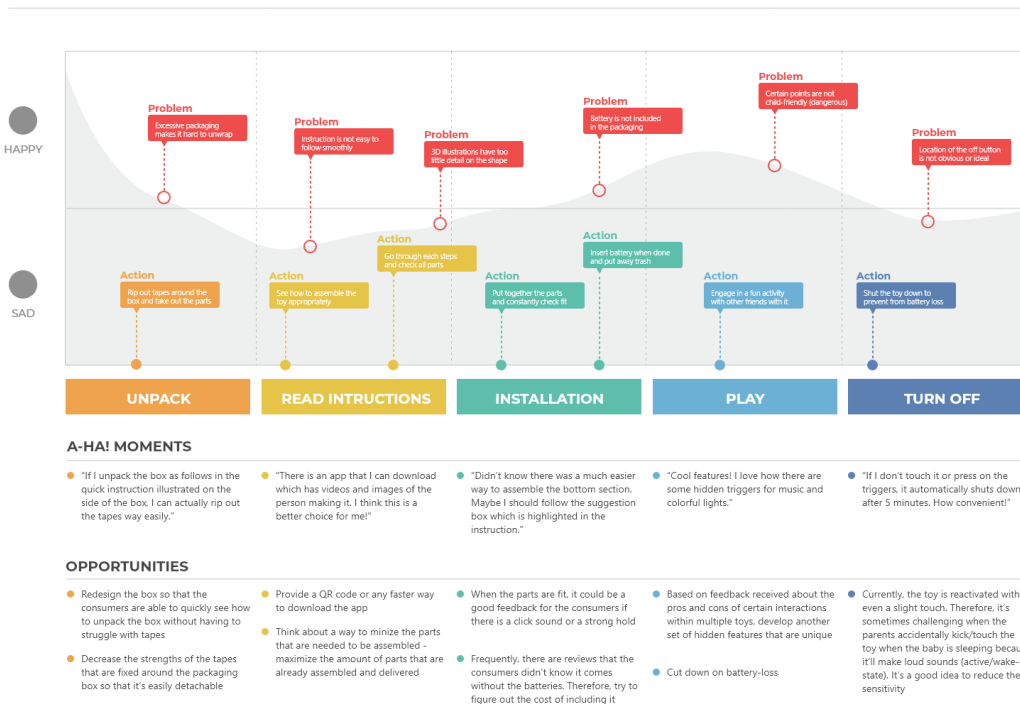 HAPPY
SAD
Problem
Excessive packaging
makes it hard to unwrap
Problem
Instruction is not easy to
follow smoothly
Problem
3D illustrations have too
little detail on the shape
Problem
Battery is not included
in the packaging
Problem
Certain points are not
child-friendly (dangerous)
Problem
Location of the off button
is not obvious or ideal
Action
Rip out tapes around the
box and take out the parts
Action
See how to assemble the
toy appropriately
Action
Go through each steps
and check all parts
Action
Put together the parts
and constantly check fit
Action
Insert battery when done
and put away trash
Action
Engage in a fun activity
with other friends with it
Action
Shut the toy down to
prevent from battery loss
UNPACK
READ INTRUCTIONS
INSTALLATION
PLAY
TURN OFF
A-HA! MOMENTS
"If I unpack the box as follows in the
quick instruction illustrated on the
side of the box, I can actually rip out
the tapes way easily."
"There is an app that I can download
which has videos and images of the
person making it. I think this is a
better choice for me!"
"Didn't know there was a much easier
way to assemble the bottom section.
Maybe I should follow the suggestion
box which is highlighted in the
instruction."
"Cool features! I love how there are
some hidden triggers for music and
colorful lights."
"If I don't touch it or press on the
triggers, it automatically shuts down
after 5 minutes. How convenient!"
OPPORTUNITIES
Redesign the box so that the
consumers are able to quickly see how
to unpack the box without having to
struggle with tapes
Decrease the strengths of the tapes
that are fixed around the packaging
box so that it's easily detachable
Provide a QR code or any faster way
to download the app
Think about a way to minize the parts
that are needed to be assembled -
maximize the amount of parts that are
already assembled and delivered
When the parts are fit, it could be a
good feedback for the consumers if
there is a click sound or a strong hold
Frequently, there are reviews that the
consumers didn't know it comes
without the batteries. Therefore, try to
figure out the cost of including it
Based on feedback received about the
pros and cons of certain interactions
within multiple toys, develop another
set of hidden features that are unique
Cut down on battery-loss
Currently, the toy is reactivated with
even a slight touch. Therefore, it's
sometimes challenging when the
parents accidentally kick/touch the
toy when the baby is sleeping becau
it'll make loud sounds (active/wake-
state). It's a good idea to reduce the
sensitivity